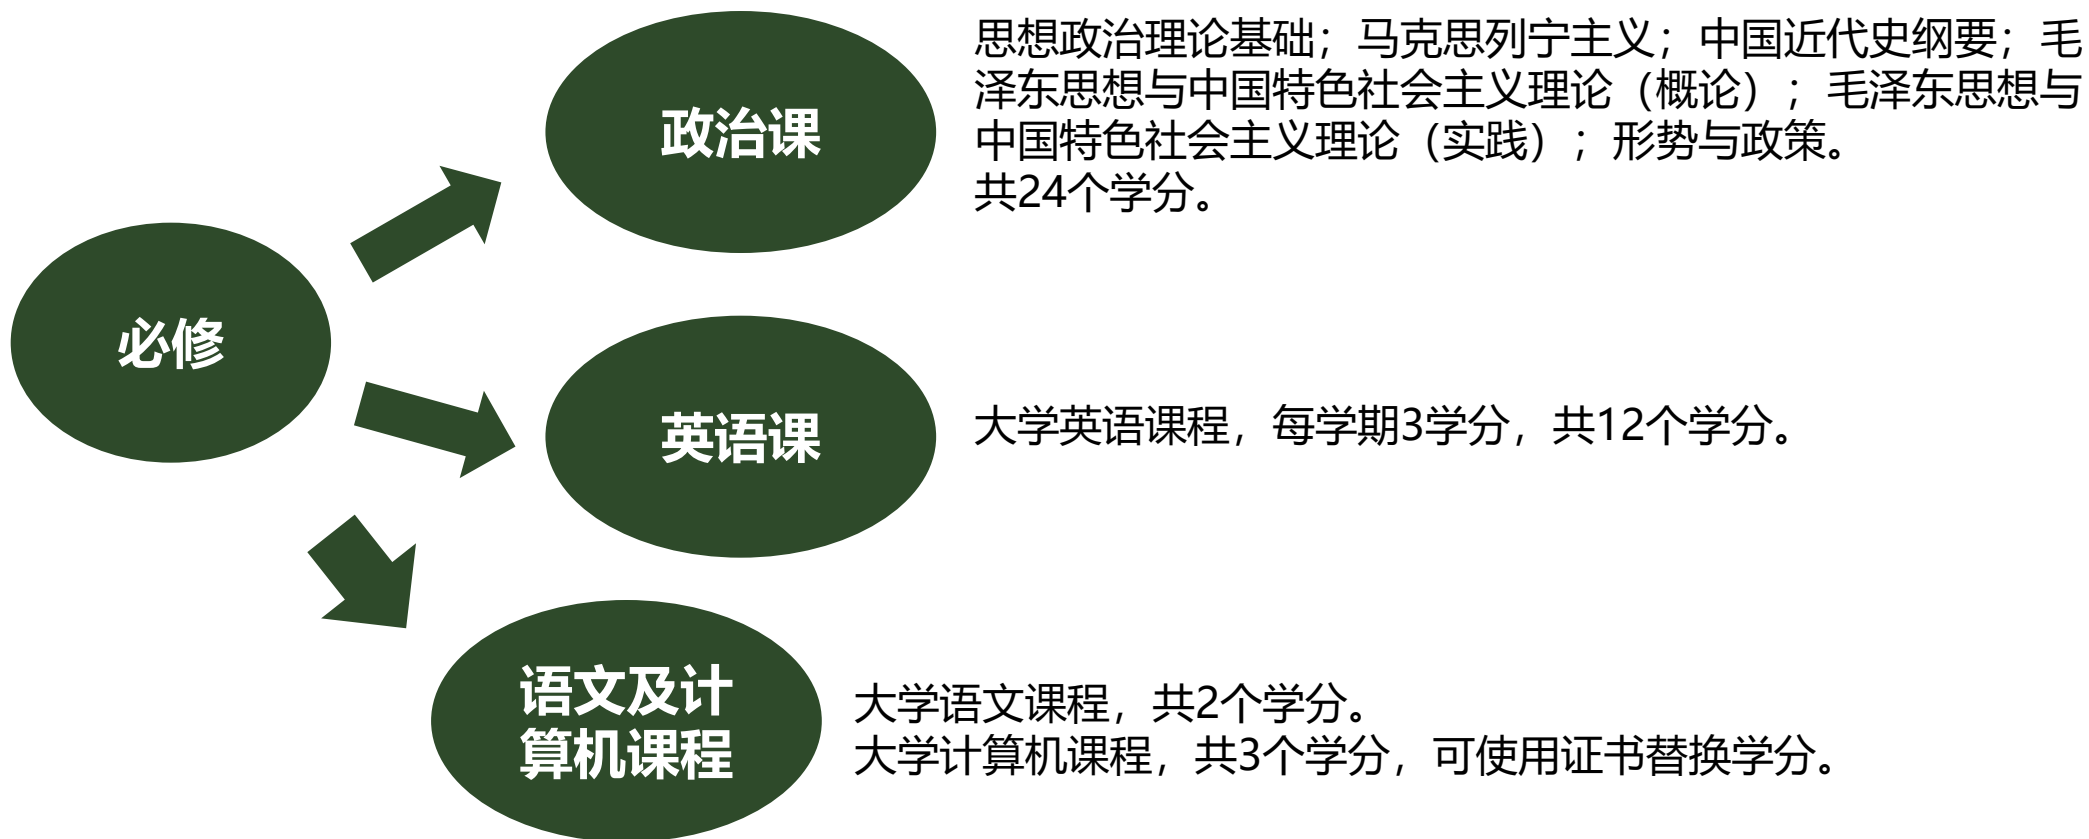 思想政治理论基础；马克思列宁主义；中国近代史纲要；毛
泽东思想与中国特色社会主义理论（概论）；毛泽东思想与
中国特色社会主义理论（实践）；形势与政策。
共24个学分。
政治课
必修
英语课
大学英语课程，每学期3学分，共12个学分。
语文及计
算机课程
大学语文课程，共2个学分。
大学计算机课程，共3个学分，可使用证书替换学分。